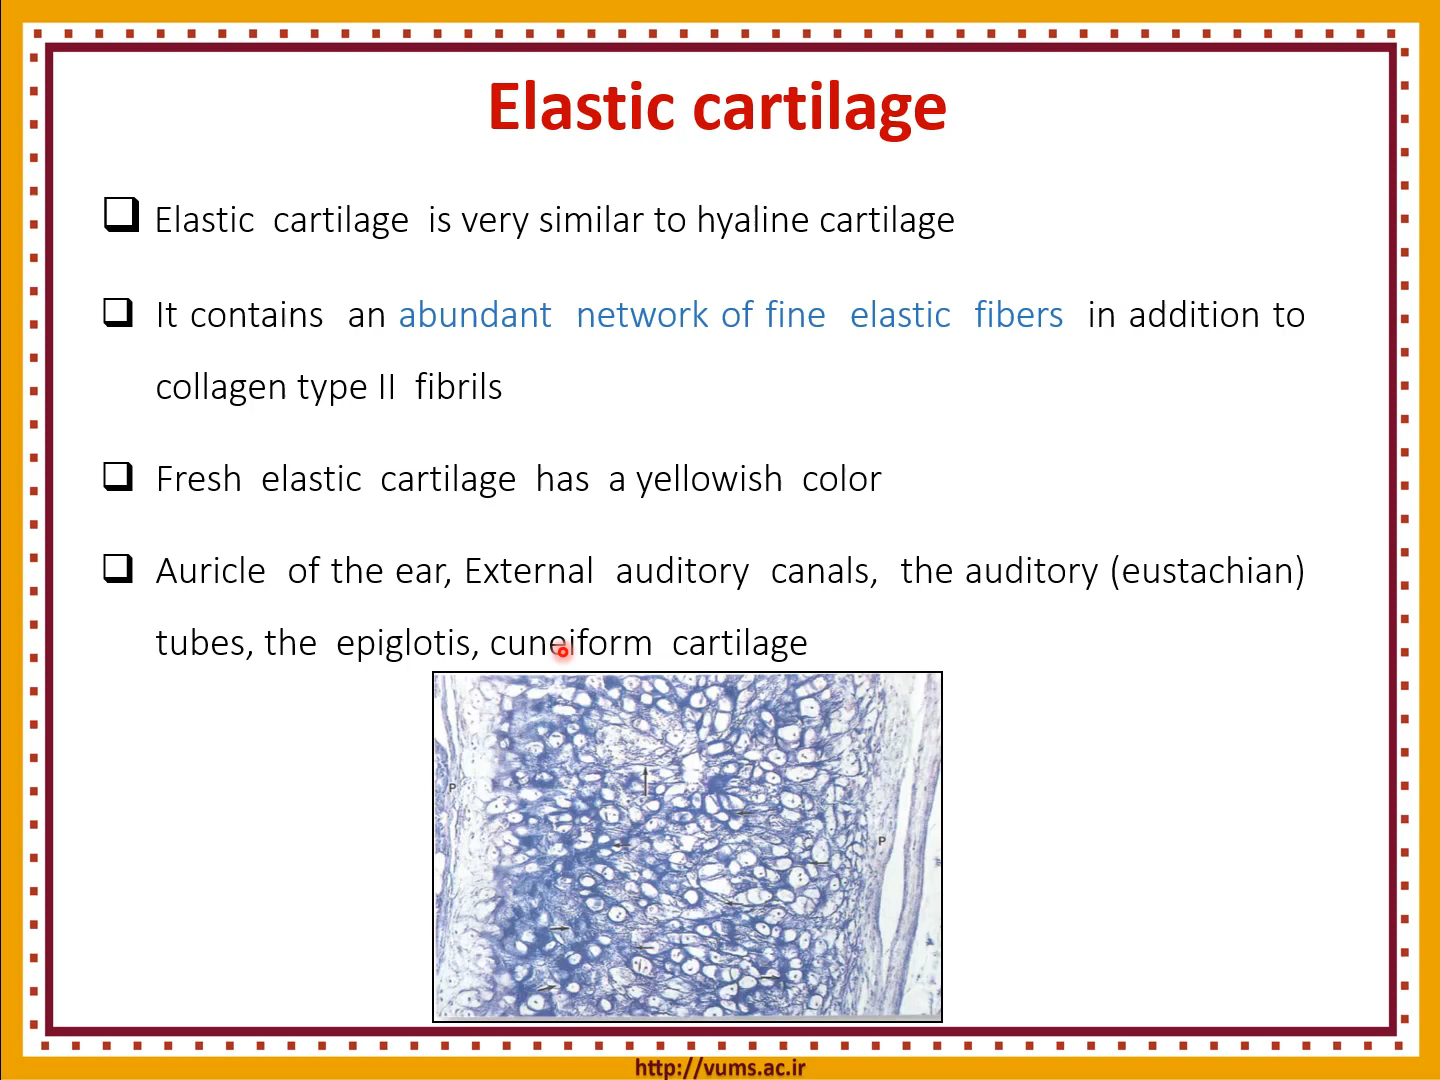 Elastic cartilage
Elastic cartilage is very similar to hyaline cartilage
It contains an abundant network of fine elastic fibers in addition to
collagen type II fibrils
Fresh elastic cartilage has a yellowish color
Auricle of the ear, External auditory canals, the auditory (eustachian)
tubes, the epiglotis, cuneiform cartilage
P
P
http://vums.ac.ir